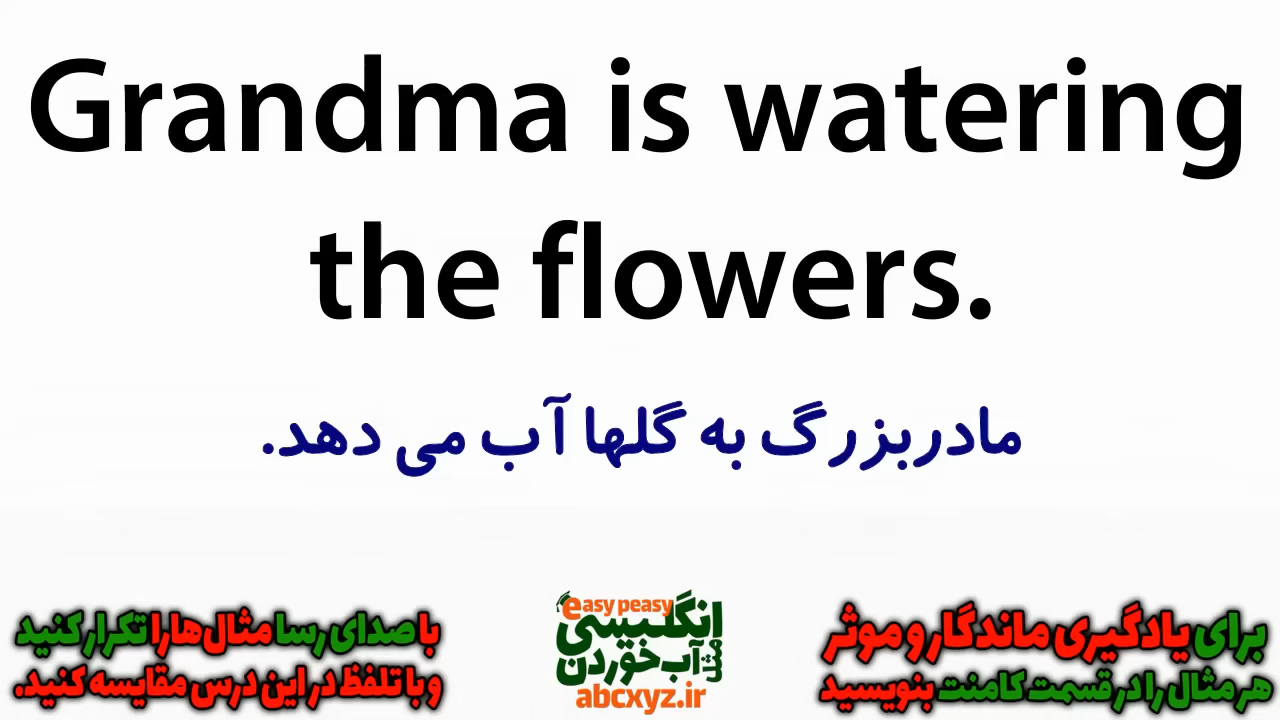 Grandma is watering
the flowers.
مادربزرگ به گلها آب می دهد.
برای یادگیری ماندگار و موثر
هر مثال را در قسمت کامنت بنویسید
easy peasy
انگلیسی
مثل
آب خوردن
abcxyz.ir
با صدای رسا مثال‌ها را تکرار کنید
و با تلفظ در این درس مقایسه کنید.